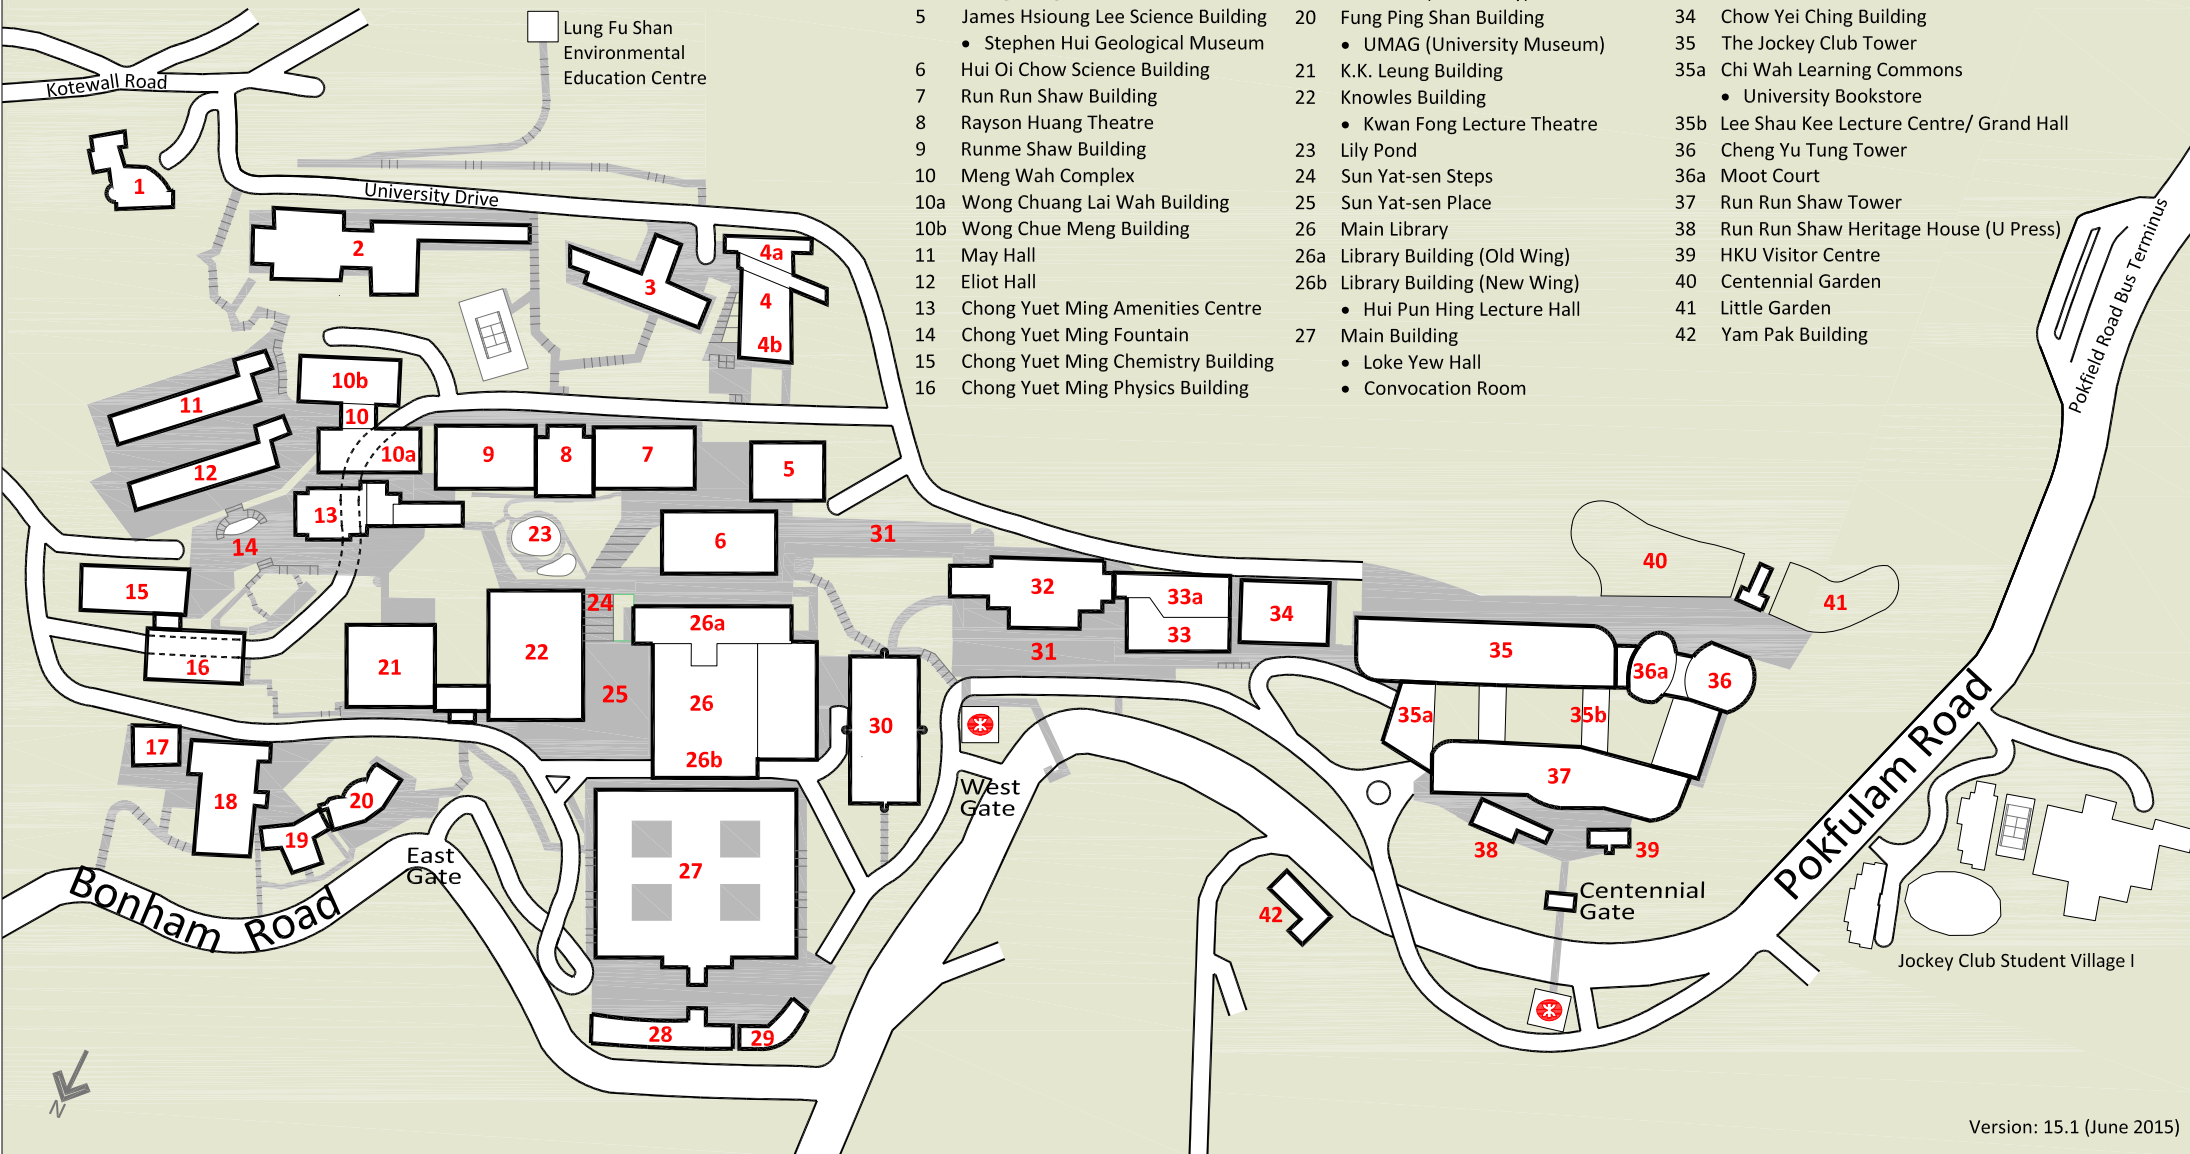 Lung Fu Shan
Environmental
Education Centre
Kotewall Road
University Drive
5 James Hsioung Lee Science Building
• Stephen Hui Geological Museum
6 Hui Oi Chow Science Building
7 Run Run Shaw Building
8 Rayson Huang Theatre
9 Runme Shaw Building
10 Meng Wah Complex
10a Wong Chuang Lai Wah Building
10b Wong Chue Meng Building
11 May Hall
12 Eliot Hall
13 Chong Yuet Ming Amenities Centre
14 Chong Yuet Ming Fountain
15 Chong Yuet Ming Chemistry Building
16 Chong Yuet Ming Physics Building
20 Fung Ping Shan Building
• UMAG (University Museum)
21 K.K. Leung Building
22 Knowles Building
• Kwan Fong Lecture Theatre
23 Lily Pond
24 Sun Yat-sen Steps
25 Sun Yat-sen Place
26 Main Library
26a Library Building (Old Wing)
26b Library Building (New Wing)
• Hui Pun Hing Lecture Hall
27 Main Building
• Loke Yew Hall
• Convocation Room
34 Chow Yei Ching Building
35 The Jockey Club Tower
35a Chi Wah Learning Commons
• University Bookstore
35b Lee Shau Kee Lecture Centre/ Grand Hall
36 Cheng Yu Tung Tower
36a Moot Court
37 Run Run Shaw Tower
38 Run Run Shaw Heritage House (U Press)
39 HKU Visitor Centre
40 Centennial Garden
41 Little Garden
42 Yam Pak Building
Pokfield Road Bus Terminus
1
2
3
4a
4
4b
10b
10
11
12
10a
9
8
7
5
13
14
23
6
31
15
16
24
21
22
25
26a
26
26b
30
32
33a
33
34
31
40
41
35
36a
36
35a
35b
37
38
39
17
18
19
20
27
28
29
42
West
Gate
East
Gate
Centennial
Gate
Bonham Road
Pokfulam Road
Jockey Club Student Village I
N
Version: 15.1 (June 2015)